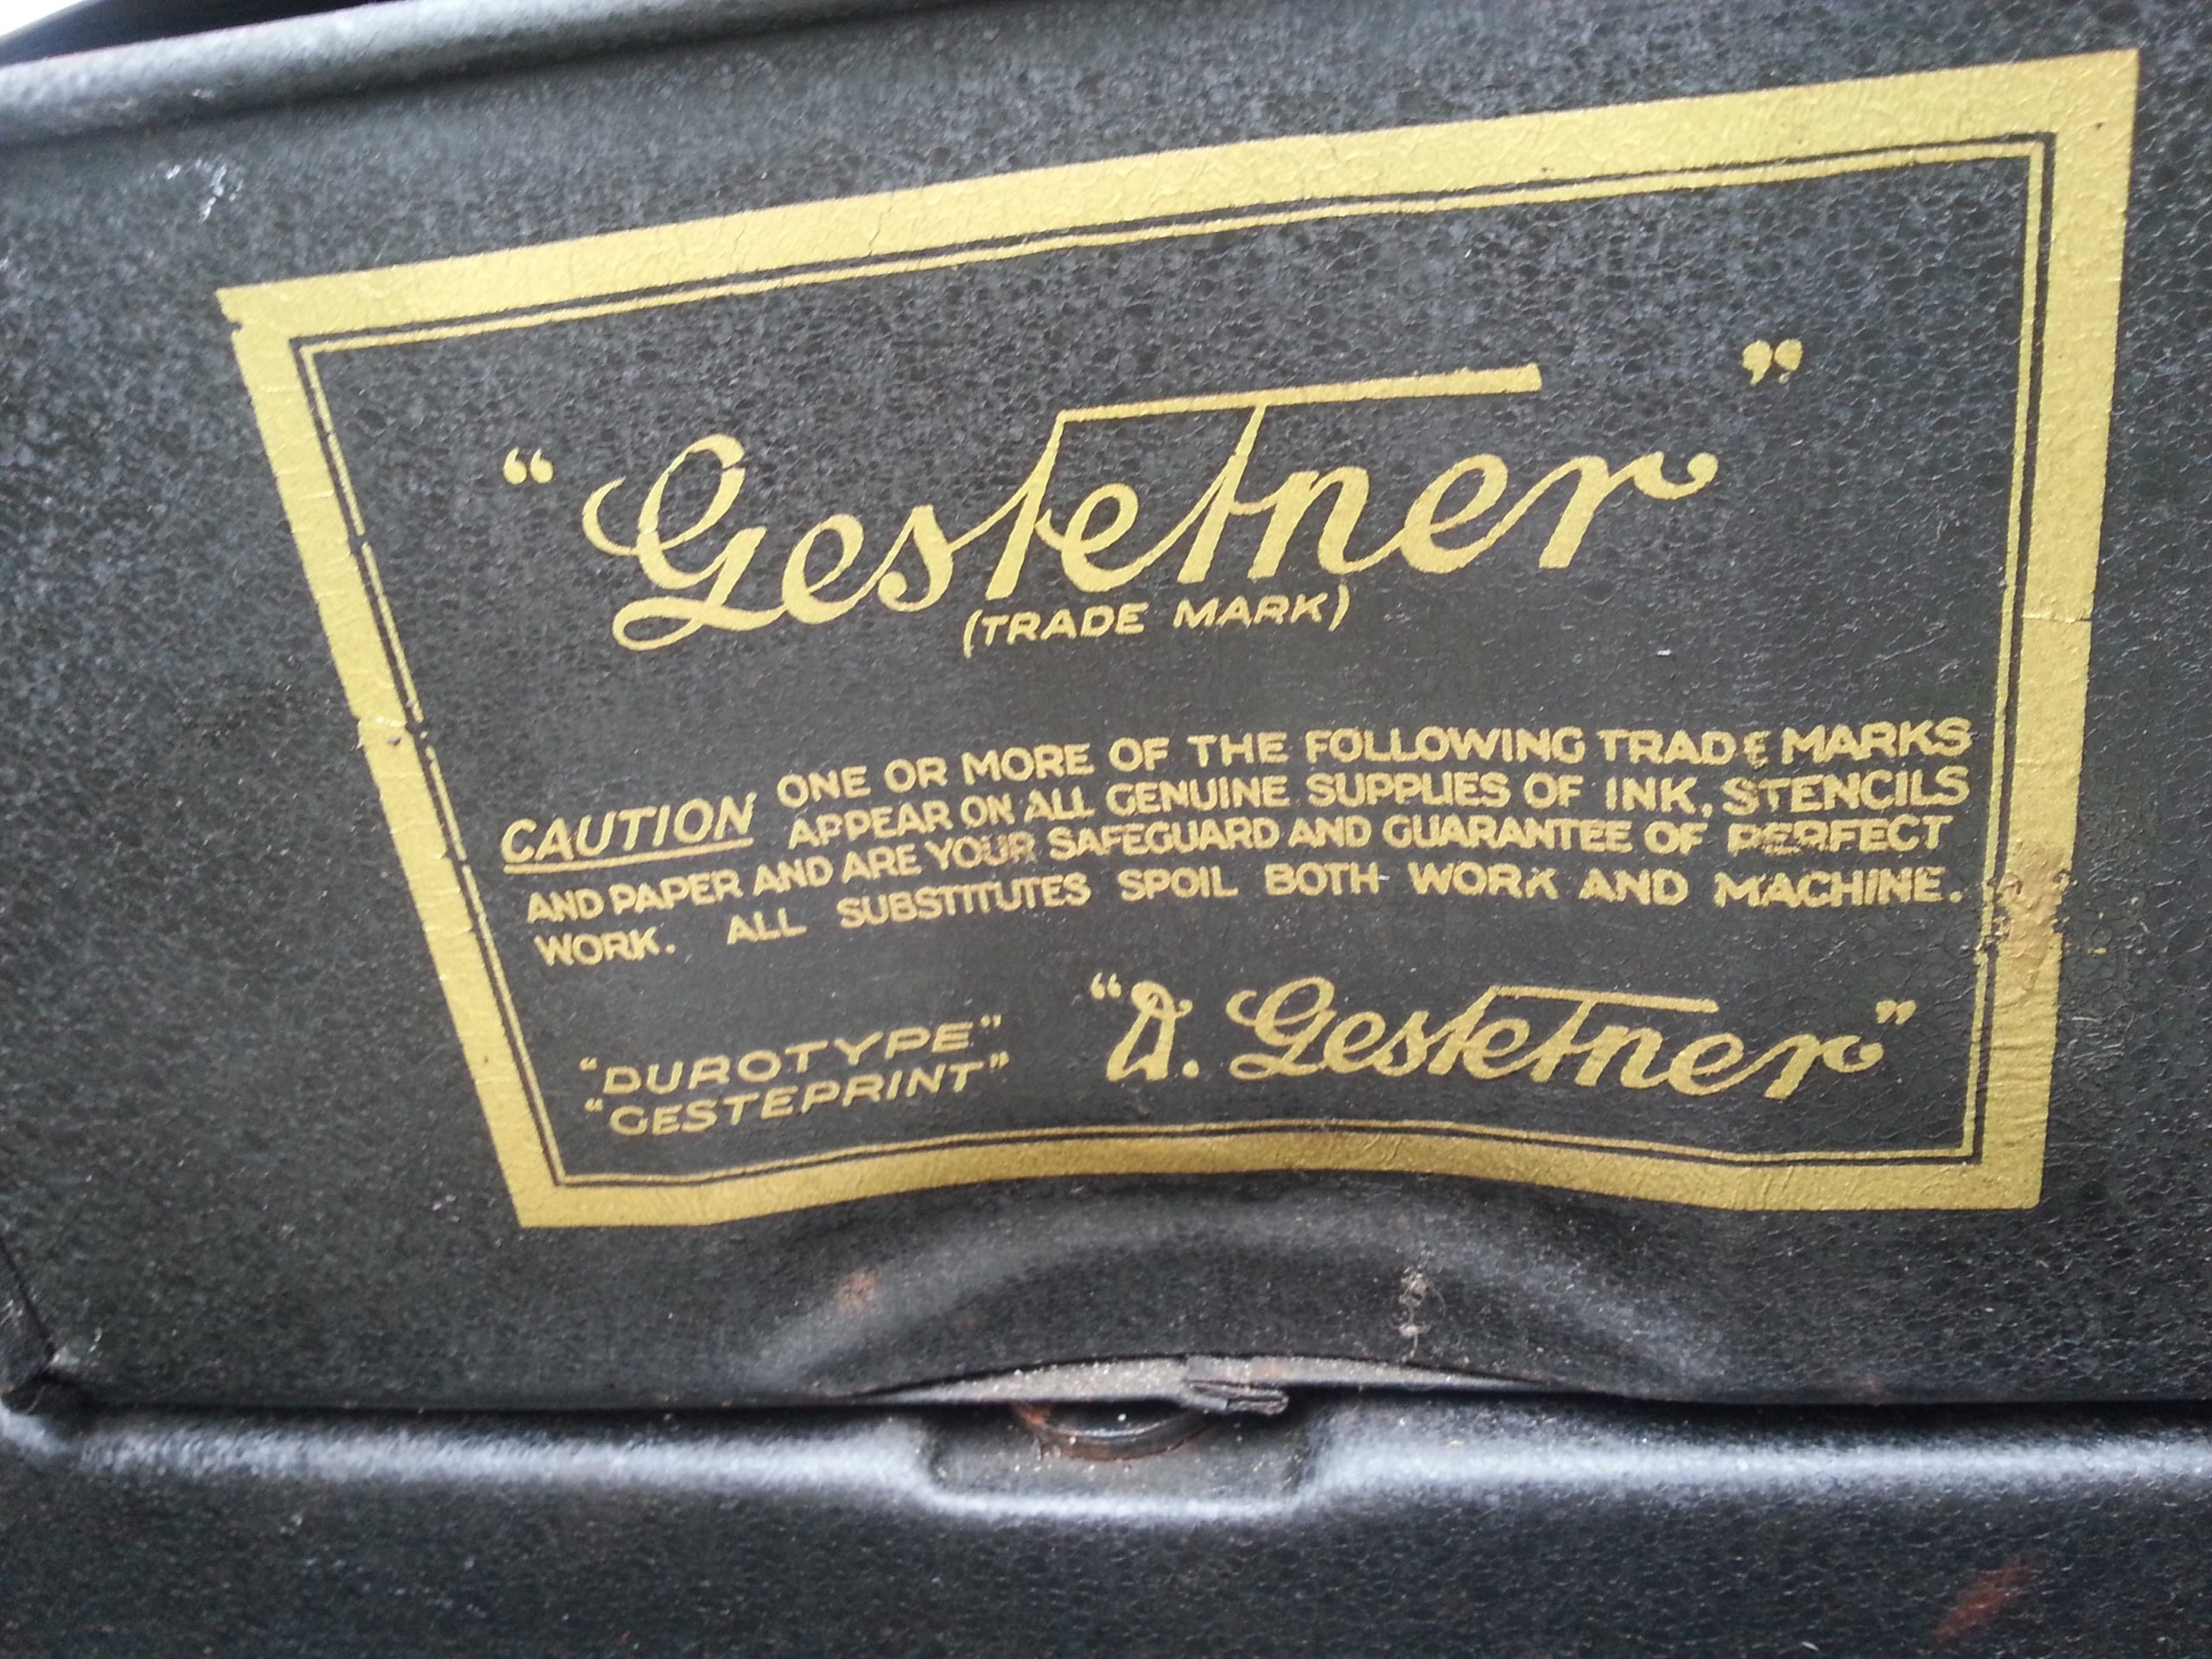 “Gestetner”
(TRADE MARK)
CAUTION ONE OR MORE OF THE FOLLOWING TRADE MARKS
APPEAR ON ALL GENUINE SUPPLIES OF INK, STENCILS
AND PAPER AND ARE YOUR SAFEGUARD AND GUARANTEE OF PERFECT
WORK. ALL SUBSTITUTES SPOIL BOTH WORK AND MACHINE.
“DUROTYPE”
“GESTEPRINT”
“D. Gestetner”